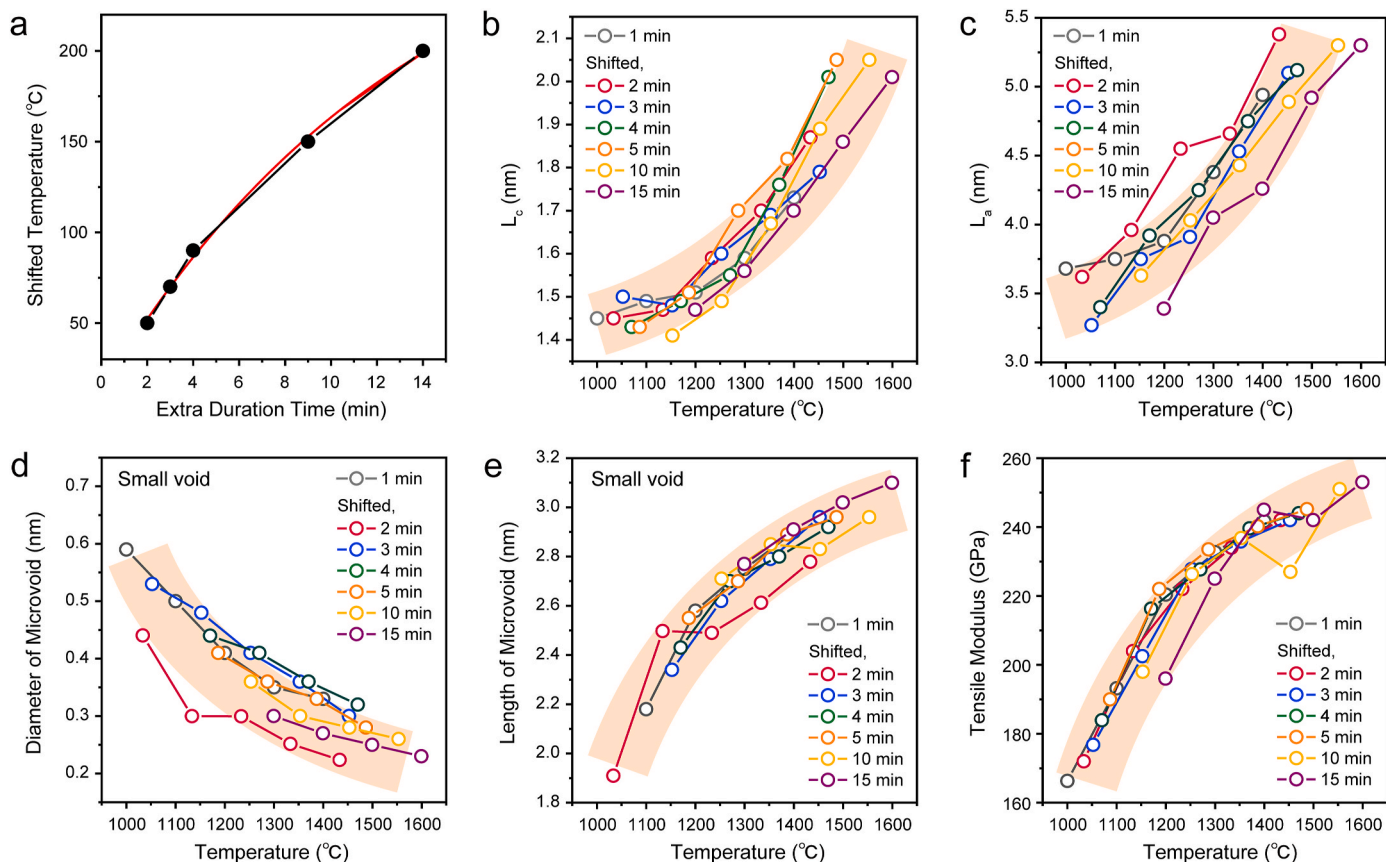 a
Shifted Temperature (℃)
200
150
100
50
0
2
4
6
8
10
12
14
Extra Duration Time (min)
b
L_c (nm)
2.1
2.0
1.9
1.8
1.7
1.6
1.5
1.4
1 min
Shifted,
2 min
3 min
4 min
5 min
10 min
15 min
1000 1100 1200 1300 1400 1500 1600
Temperature (℃)
c
L_a (nm)
5.5
5.0
4.5
4.0
3.5
3.0
1 min
Shifted,
2 min
3 min
4 min
5 min
10 min
15 min
1000 1100 1200 1300 1400 1500 1600
Temperature (℃)
d
Diameter of Microvoid (nm)
0.7
0.6
0.5
0.4
0.3
0.2
Small void
1 min
Shifted,
2 min
3 min
4 min
5 min
10 min
15 min
1000 1100 1200 1300 1400 1500 1600
Temperature (℃)
e
Length of Microvoid (nm)
3.2
3.0
2.8
2.6
2.4
2.2
2.0
1.8
Small void
1 min
Shifted,
2 min
3 min
4 min
5 min
10 min
15 min
1000 1100 1200 1300 1400 1500 1600
Temperature (℃)
f
Tensile Modulus (GPa)
260
240
220
200
180
160
1 min
Shifted,
2 min
3 min
4 min
5 min
10 min
15 min
1000 1100 1200 1300 1400 1500 1600
Temperature (℃)